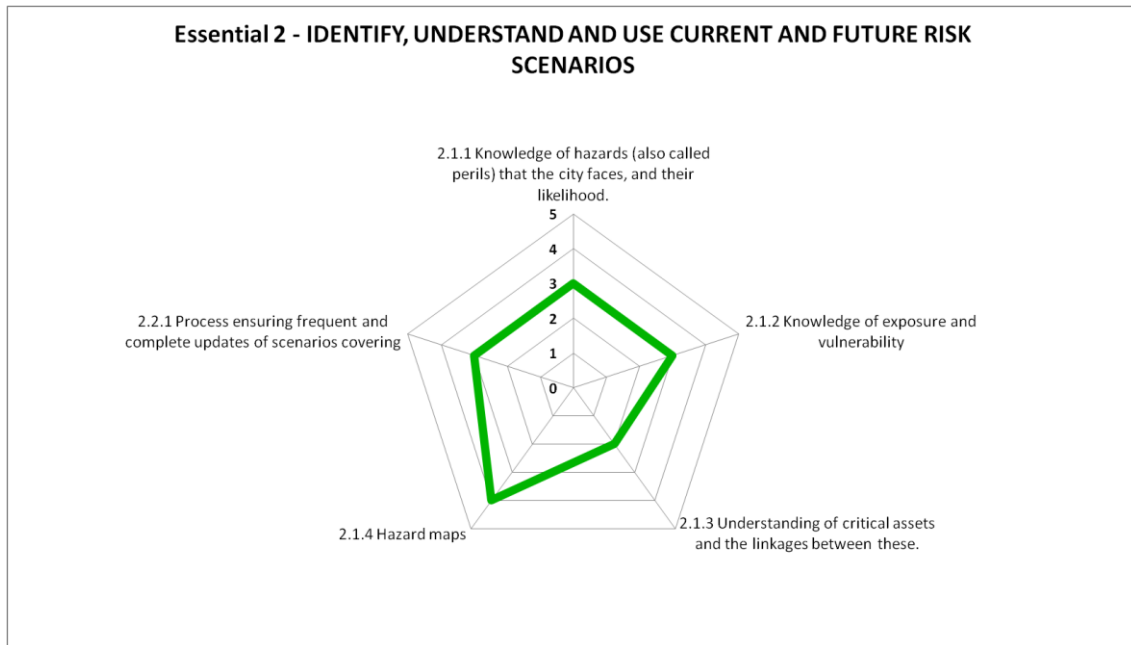 Essential 2 - IDENTIFY, UNDERSTAND AND USE CURRENT AND FUTURE RISK
SCENARIOS
2.1.1 Knowledge of hazards (also called
perils) that the city faces, and their
likelihood.
5
4
3
2
1
0
2.1.2 Knowledge of exposure and
vulnerability
2.1.3 Understanding of critical assets
and the linkages between these.
2.1.4 Hazard maps
2.2.1 Process ensuring frequent and
complete updates of scenarios covering